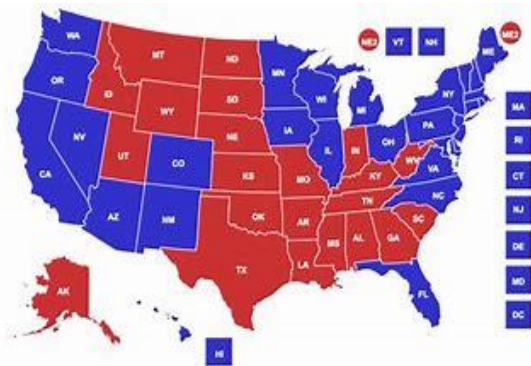 WA
MT
ND
MN
NE2
VT
NH
ME
ME2
OR
ID
SD
WI
MI
NY
WY
MA
NV
NE
IA
PA
RI
IL
IN
OH
UT
CO
WV
VA
CT
CA
KS
MO
KY
NC
NJ
TN
AZ
NM
OK
AR
SC
DE
MS
AL
GA
MD
TX
LA
AK
FL
DC
HI